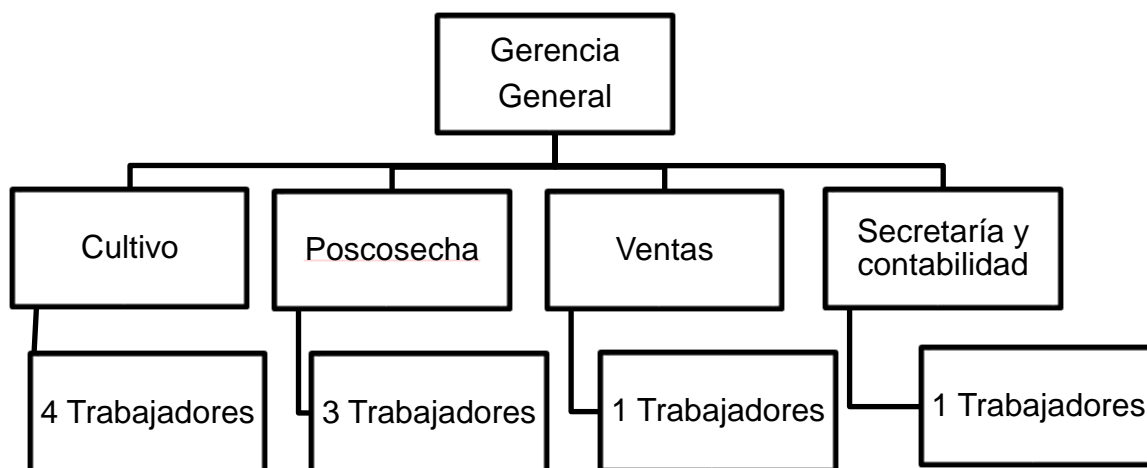 Gerencia
General
Cultivo
Poscosecha
Ventas
Secretaría y
contabilidad
4 Trabajadores
3 Trabajadores
1 Trabajadores
1 Trabajadores